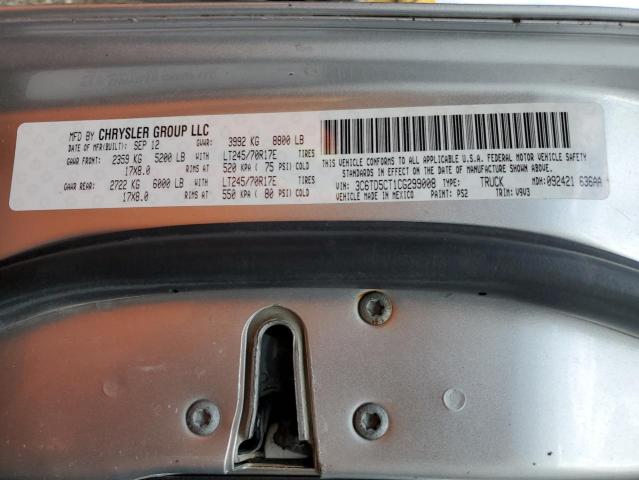 MFD BY CHRYSLER GROUP LLC
DATE OF MFR(BUILT): SEP 12 GVWR: 3992 KG 8800 LB
GAWR FRONT: 2359 KG 5200 LB WITH LT245/70R17E TIRES
17X8.0 RIMS AT 520 KPA ( 75 PSI) COLD
GAWR REAR: 2722 KG 6000 LB WITH LT245/70R17E TIRES
17X8.0 RIMS AT 550 KPA ( 80 PSI) COLD
THIS VEHICLE CONFORMS TO ALL APPLICABLE U.S.A. FEDERAL MOTOR VEHICLE SAFETY
STANDARDS IN EFFECT ON THE DATE OF MANUFACTURE SHOWN ABOVE.
VIN: 3C6TD5CT1CG299008 TYPE: TRUCK MDH: 092421 636AA
VEHICLE MADE IN MEXICO PAINT: PS2 TRIM: V9V3